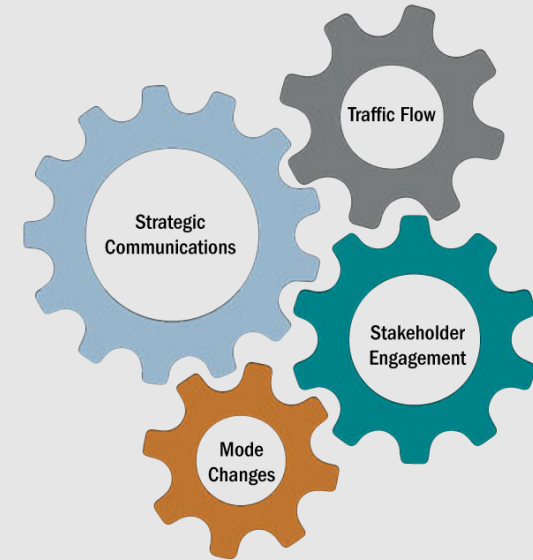 Traffic Flow
Strategic
Communications
Stakeholder
Engagement
Mode
Changes